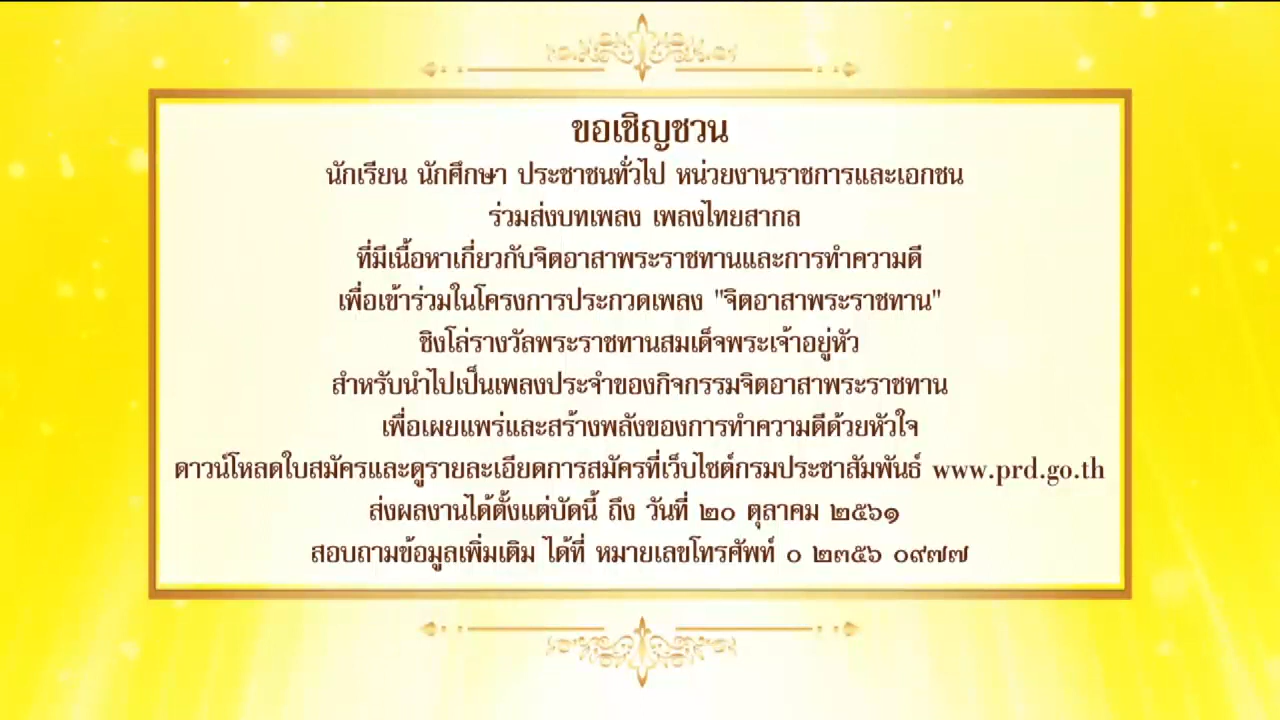 ขอเชิญชวน
นักเรียน นักศึกษา ประชาชนทั่วไป หน่วยงานราชการและเอกชน
ร่วมส่งบทเพลง เพลงไทยสากล
ที่มีเนื้อหาเกี่ยวกับจิตอาสาพระราชทานและการทำความดี
เพื่อเข้าร่วมในโครงการประกวดเพลง "จิตอาสาพระราชทาน"
ชิงโล่รางวัลพระราชทานสมเด็จพระเจ้าอยู่หัว
สำหรับนำไปเป็นเพลงประจำของกิจกรรมจิตอาสาพระราชทาน
เพื่อเผยแพร่และสร้างพลังของการทำความดีด้วยหัวใจ
ดาวน์โหลดใบสมัครและดูรายละเอียดการสมัครที่เว็บไซต์กรมประชาสัมพันธ์ www.prd.go.th
ส่งผลงานได้ตั้งแต่บัดนี้ ถึง วันที่ ๒๐ ตุลาคม ๒๕๖๑
สอบถามข้อมูลเพิ่มเติม ได้ที่ หมายเลขโทรศัพท์ ๐ ๒๓๕๖ ๐๙๗๗